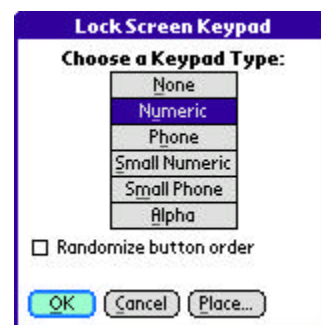 Lock Screen Keypad
Choose a Keypad Type:
None
Numeric
Phone
Small Numeric
Small Phone
Alpha
Randomize button order
OK Cancel Place...